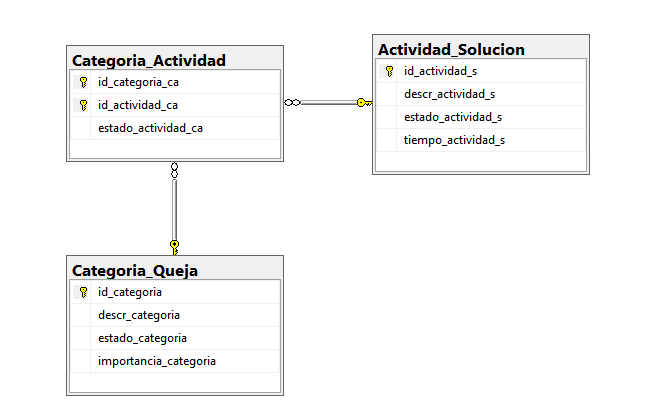 Categoria_Actividad
id_categoria_ca
id_actividad_ca
estado_actividad_ca
Actividad_Solucion
id_actividad_s
descr_actividad_s
estado_actividad_s
tiempo_actividad_s
Categoria_Queja
id_categoria
descr_categoria
estado_categoria
importancia_categoria